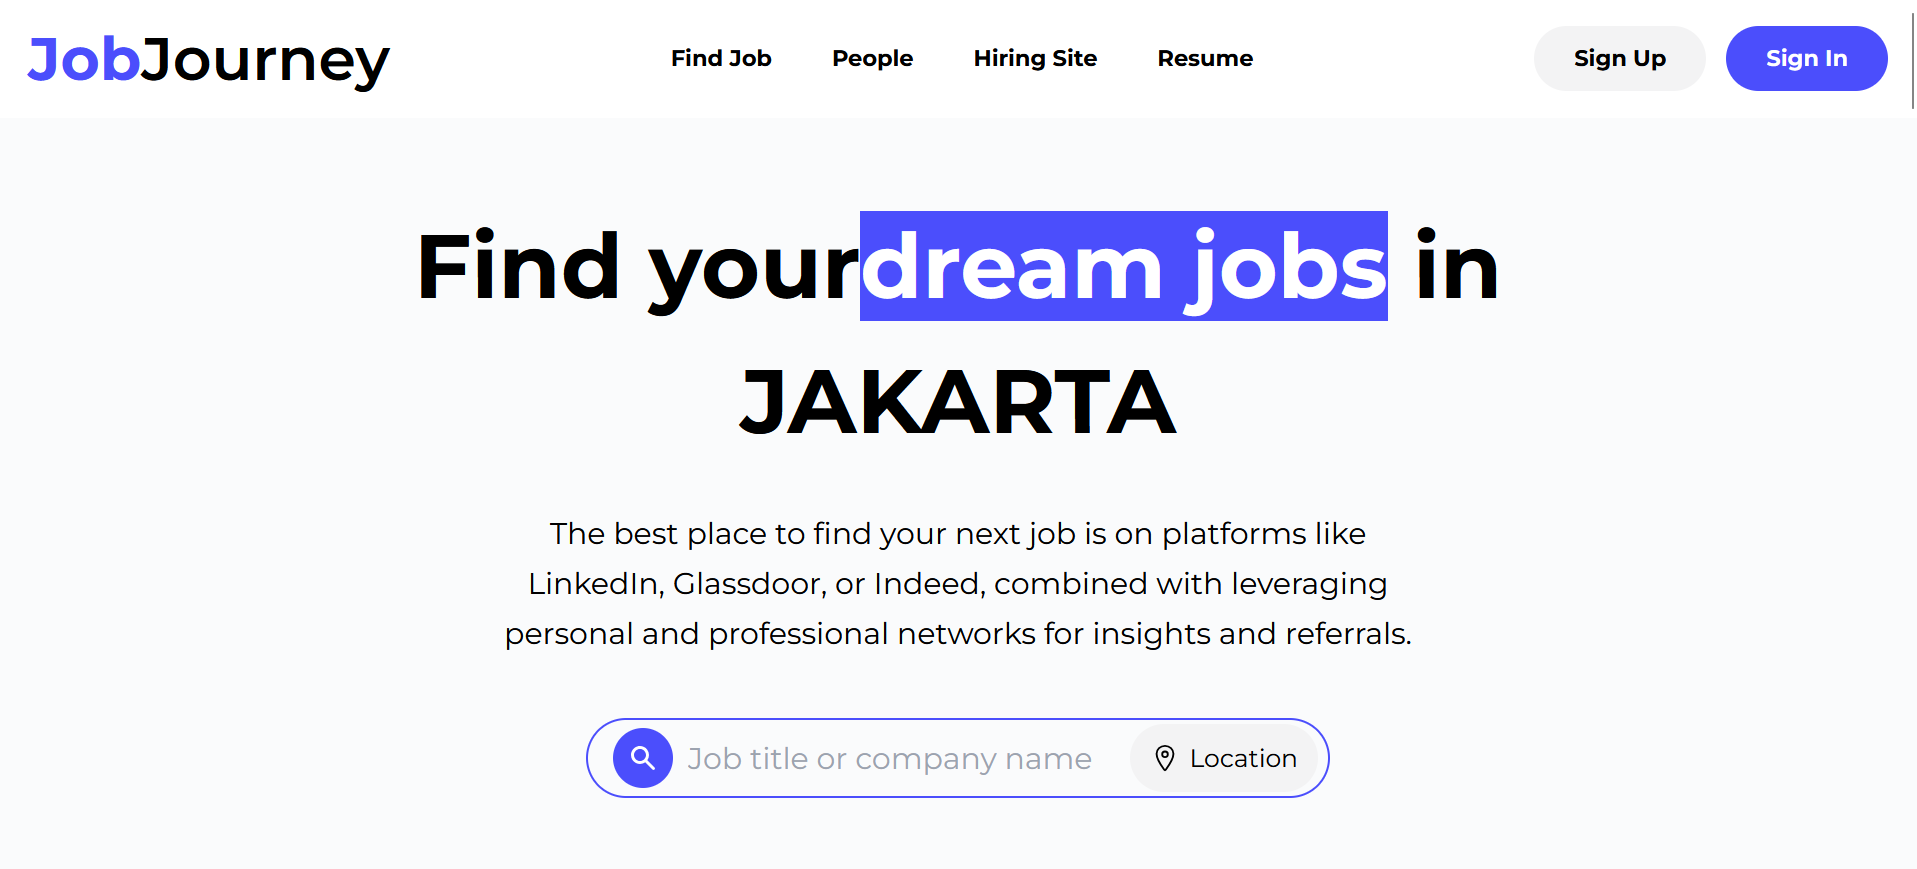 JobJourney
Find Job
People
Hiring Site
Resume
Sign Up
Sign In
Find your dream jobs in
JAKARTA
The best place to find your next job is on platforms like
LinkedIn, Glassdoor, or Indeed, combined with leveraging
personal and professional networks for insights and referrals.
Job title or company name
Location